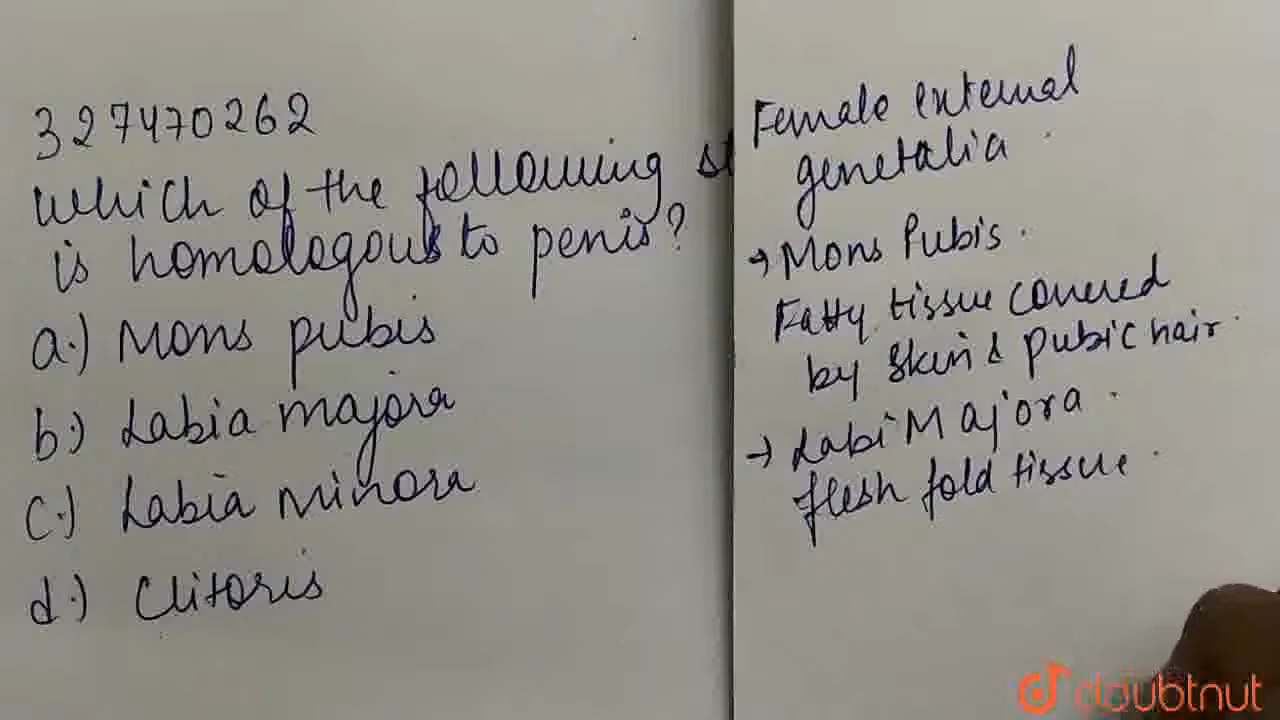 327470262
which of the following st
is homologous to penis?
a.) Mons pubis
b.) Labia majora
c.) Labia minora
d.) Clitoris
Female external
genetalia
→ Mons Pubis.
Fatty tissue covered
by skin & pubic hair.
→ Labi Majora.
flesh fold tissue.
doubtnut